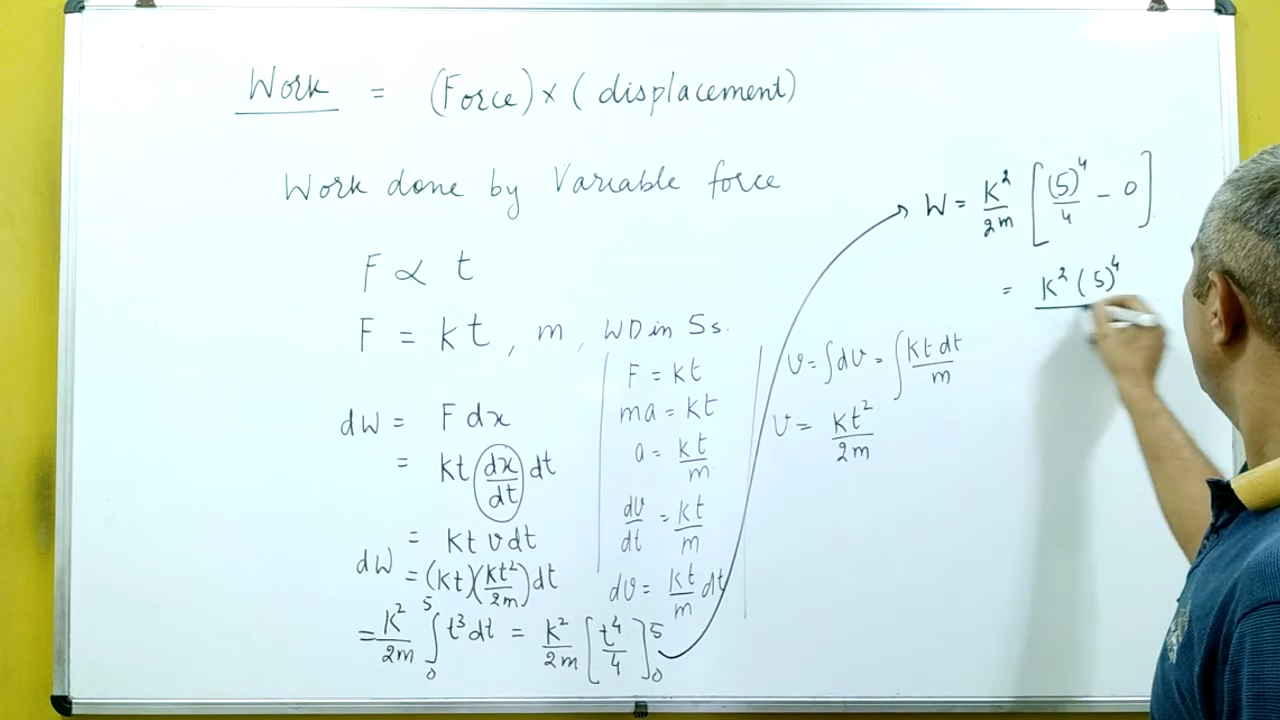 Work = (Force) × (displacement)
Work done by Variable force
F ∝ t
F = kt, m, WD in 5s.
dW = F dx
= kt (dx/dt) dt
= kt v dt
dW = (kt)(kt²/2m) dt
= k²/2m ∫₀⁵ t³ dt = k²/2m [t⁴/4]₀⁵
F = kt
ma = kt
a = kt/m
dv/dt = kt/m
dv = kt/m dt
v = ∫dv = ∫ kt dt/m
v = kt²/2m
W = k²/2m [(5)⁴/4 - 0]
= k² (5)⁴